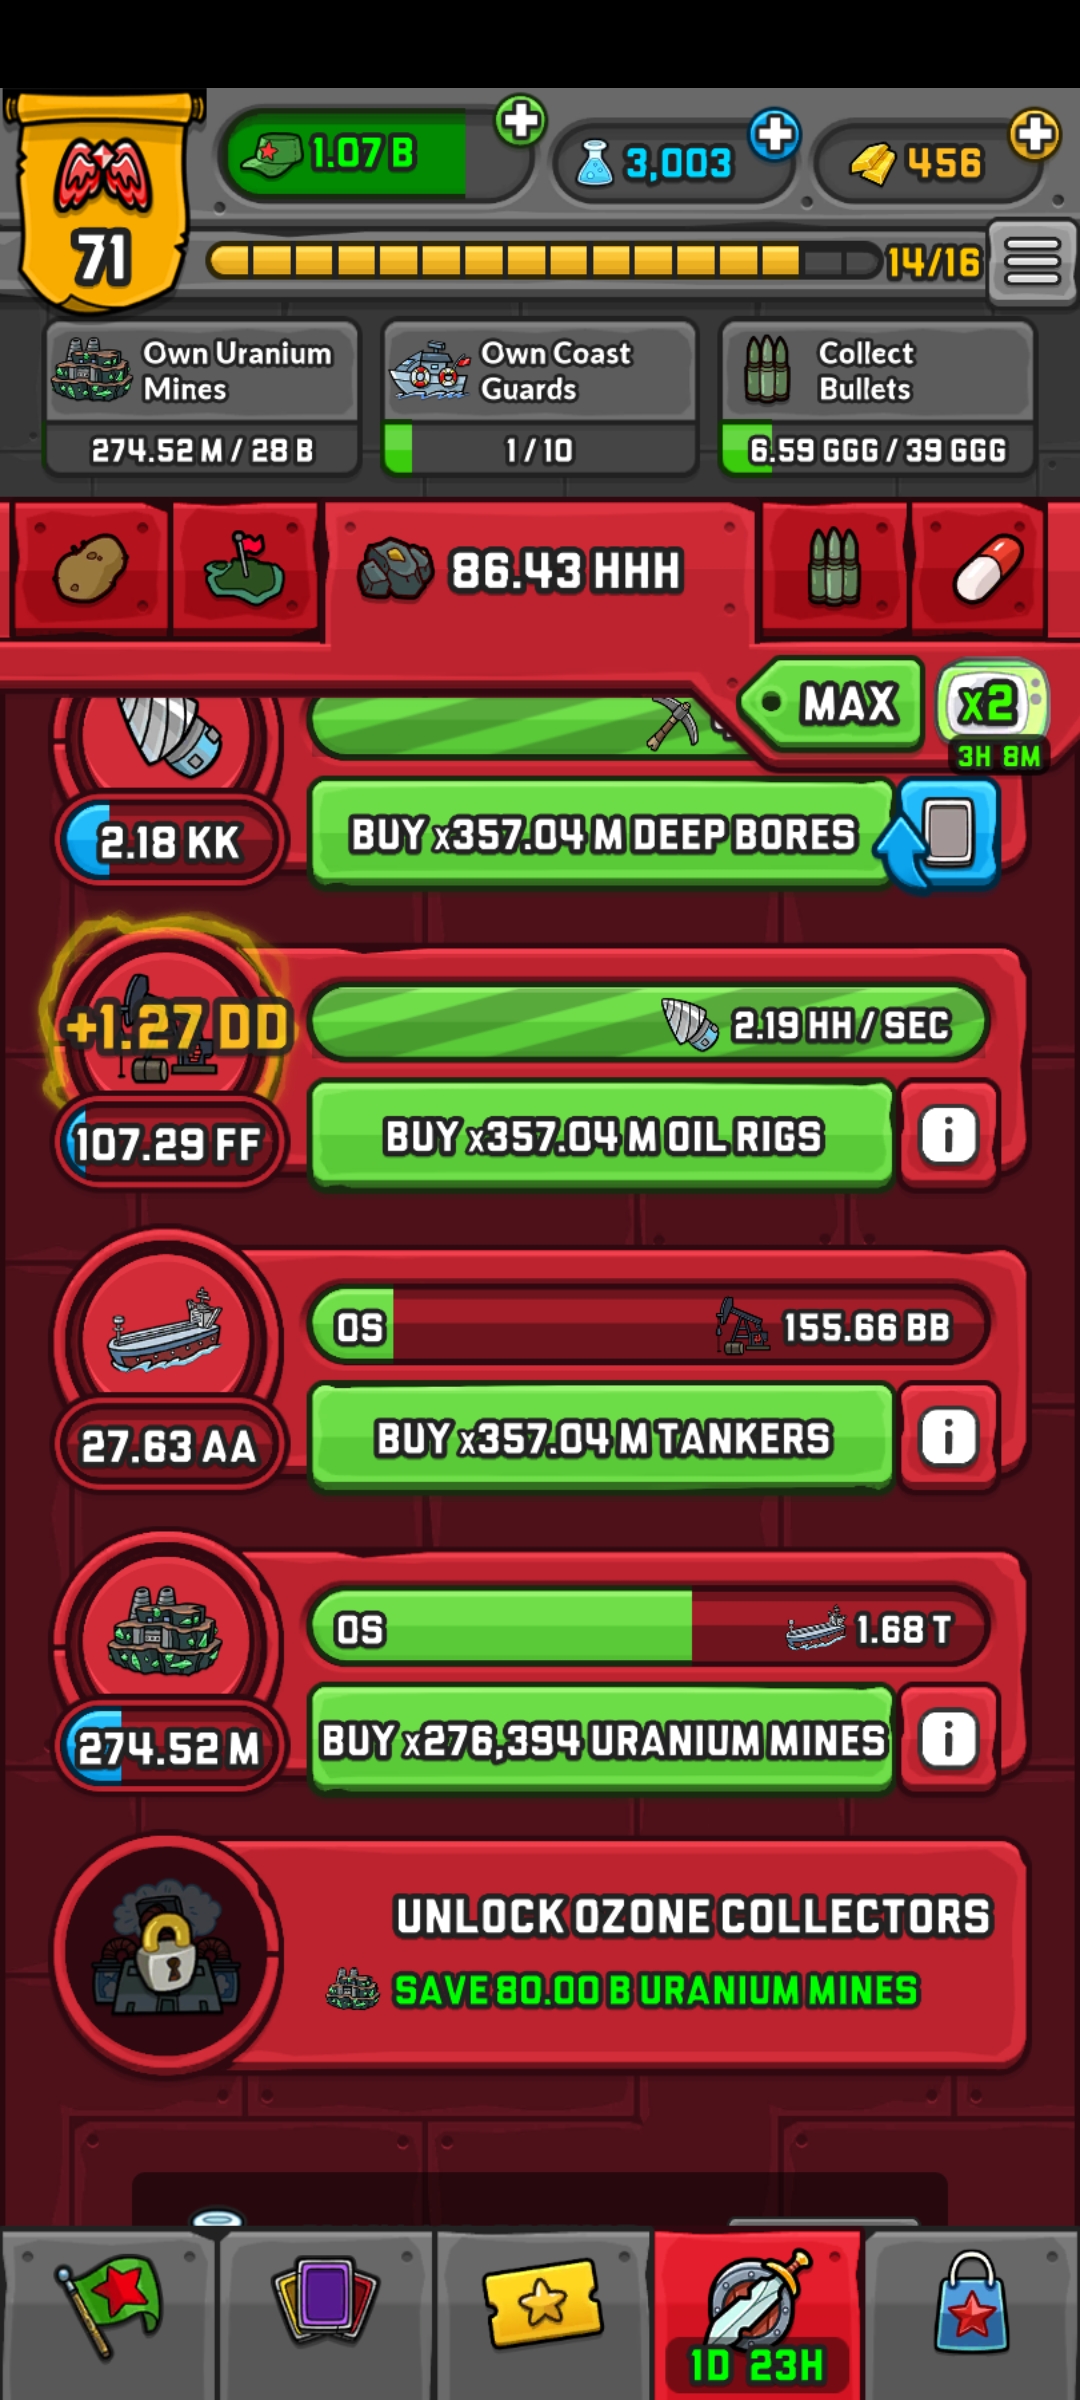 71
1.07 B
3,003
456
14/16
Own Uranium
Mines
274.52 M / 28 B
Own Coast
Guards
1 / 10
Collect
Bullets
6.59 GGG / 39 GGG
86.43 HHH
MAX
x2
3H 8M
2.18 KK
BUY x357.04 M DEEP BORES
+1.27 DD
2.19 HH / SEC
107.29 FF
BUY x357.04 M OIL RIGS
i
0S
155.66 BB
27.63 AA
BUY x357.04 M TANKERS
i
0S
1.68 T
274.52 M
BUY x276,394 URANIUM MINES
i
UNLOCK OZONE COLLECTORS
SAVE 80.00 B URANIUM MINES
1D 23H